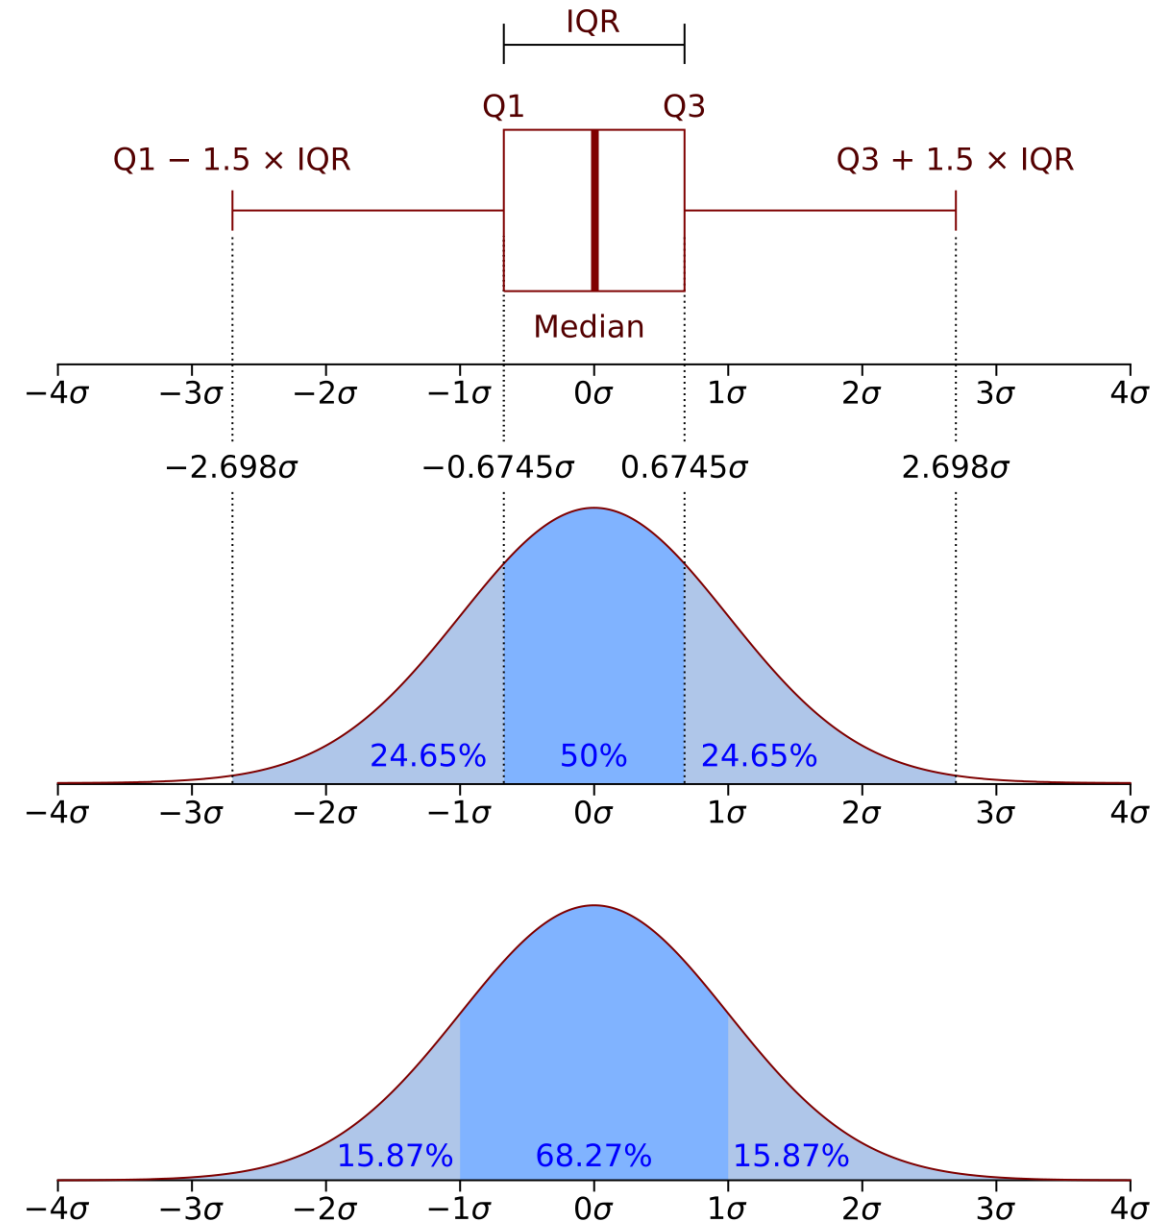 IQR
Q1 Q3
Q1 − 1.5 × IQR Q3 + 1.5 × IQR
Median
−4σ −3σ −2σ −1σ 0σ 1σ 2σ 3σ 4σ
−2.698σ −0.6745σ 0.6745σ 2.698σ
24.65% 50% 24.65%
−4σ −3σ −2σ −1σ 0σ 1σ 2σ 3σ 4σ
15.87% 68.27% 15.87%
−4σ −3σ −2σ −1σ 0σ 1σ 2σ 3σ 4σ